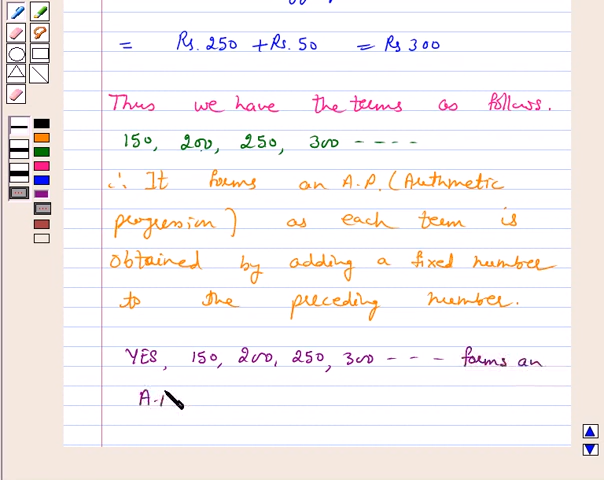 = Rs. 250 + Rs. 50 = Rs 300
Thus we have the terms as follows.
150, 200, 250, 300 ----
∴ It forms an A.P. (Authmetic
progression) as each term is
obtained by adding a fixed number
to the preceding number.
YES, 150, 200, 250, 300 --- forms an
A.